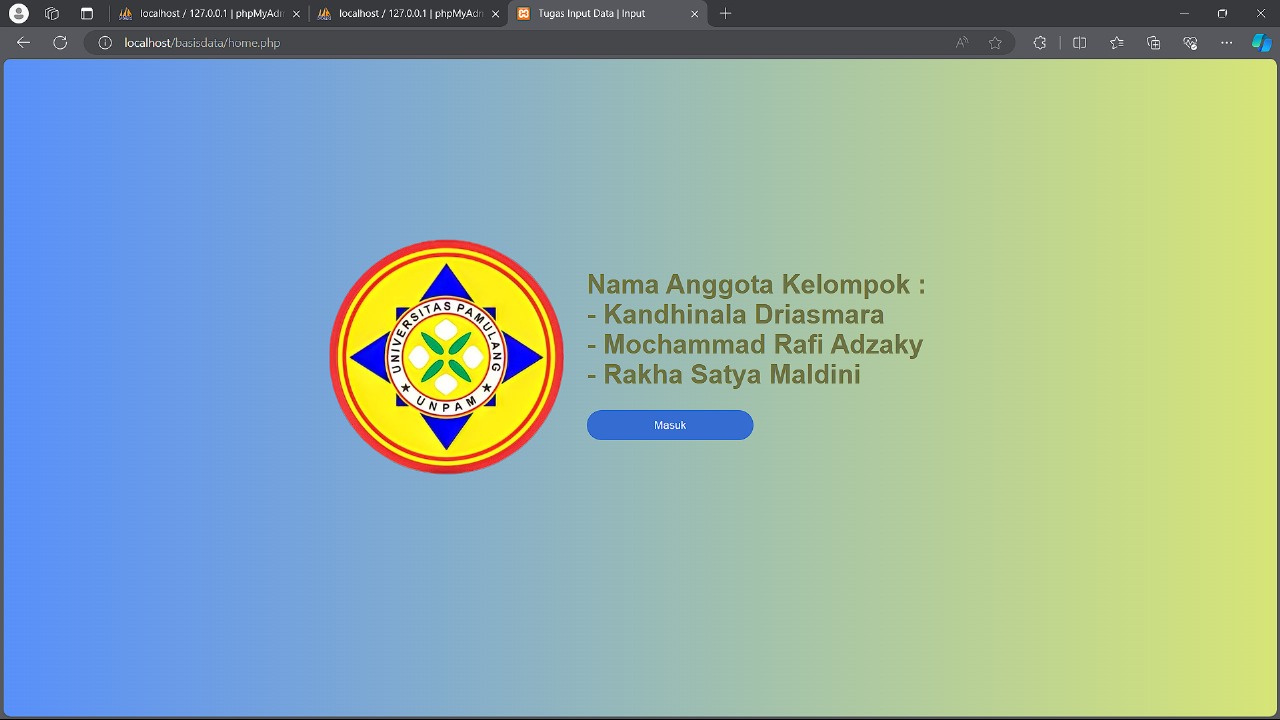 localhost / 127.0.0.1 | phpMyAdn
localhost / 127.0.0.1 | phpMyAdn
Tugas Input Data | Input
localhost/basisdata/home.php
UNIVERSITAS PAMULANG
UNPAM
Nama Anggota Kelompok :
- Kandhinala Driasmara
- Mochammad Rafi Adzaky
- Rakha Satya Maldini
Masuk